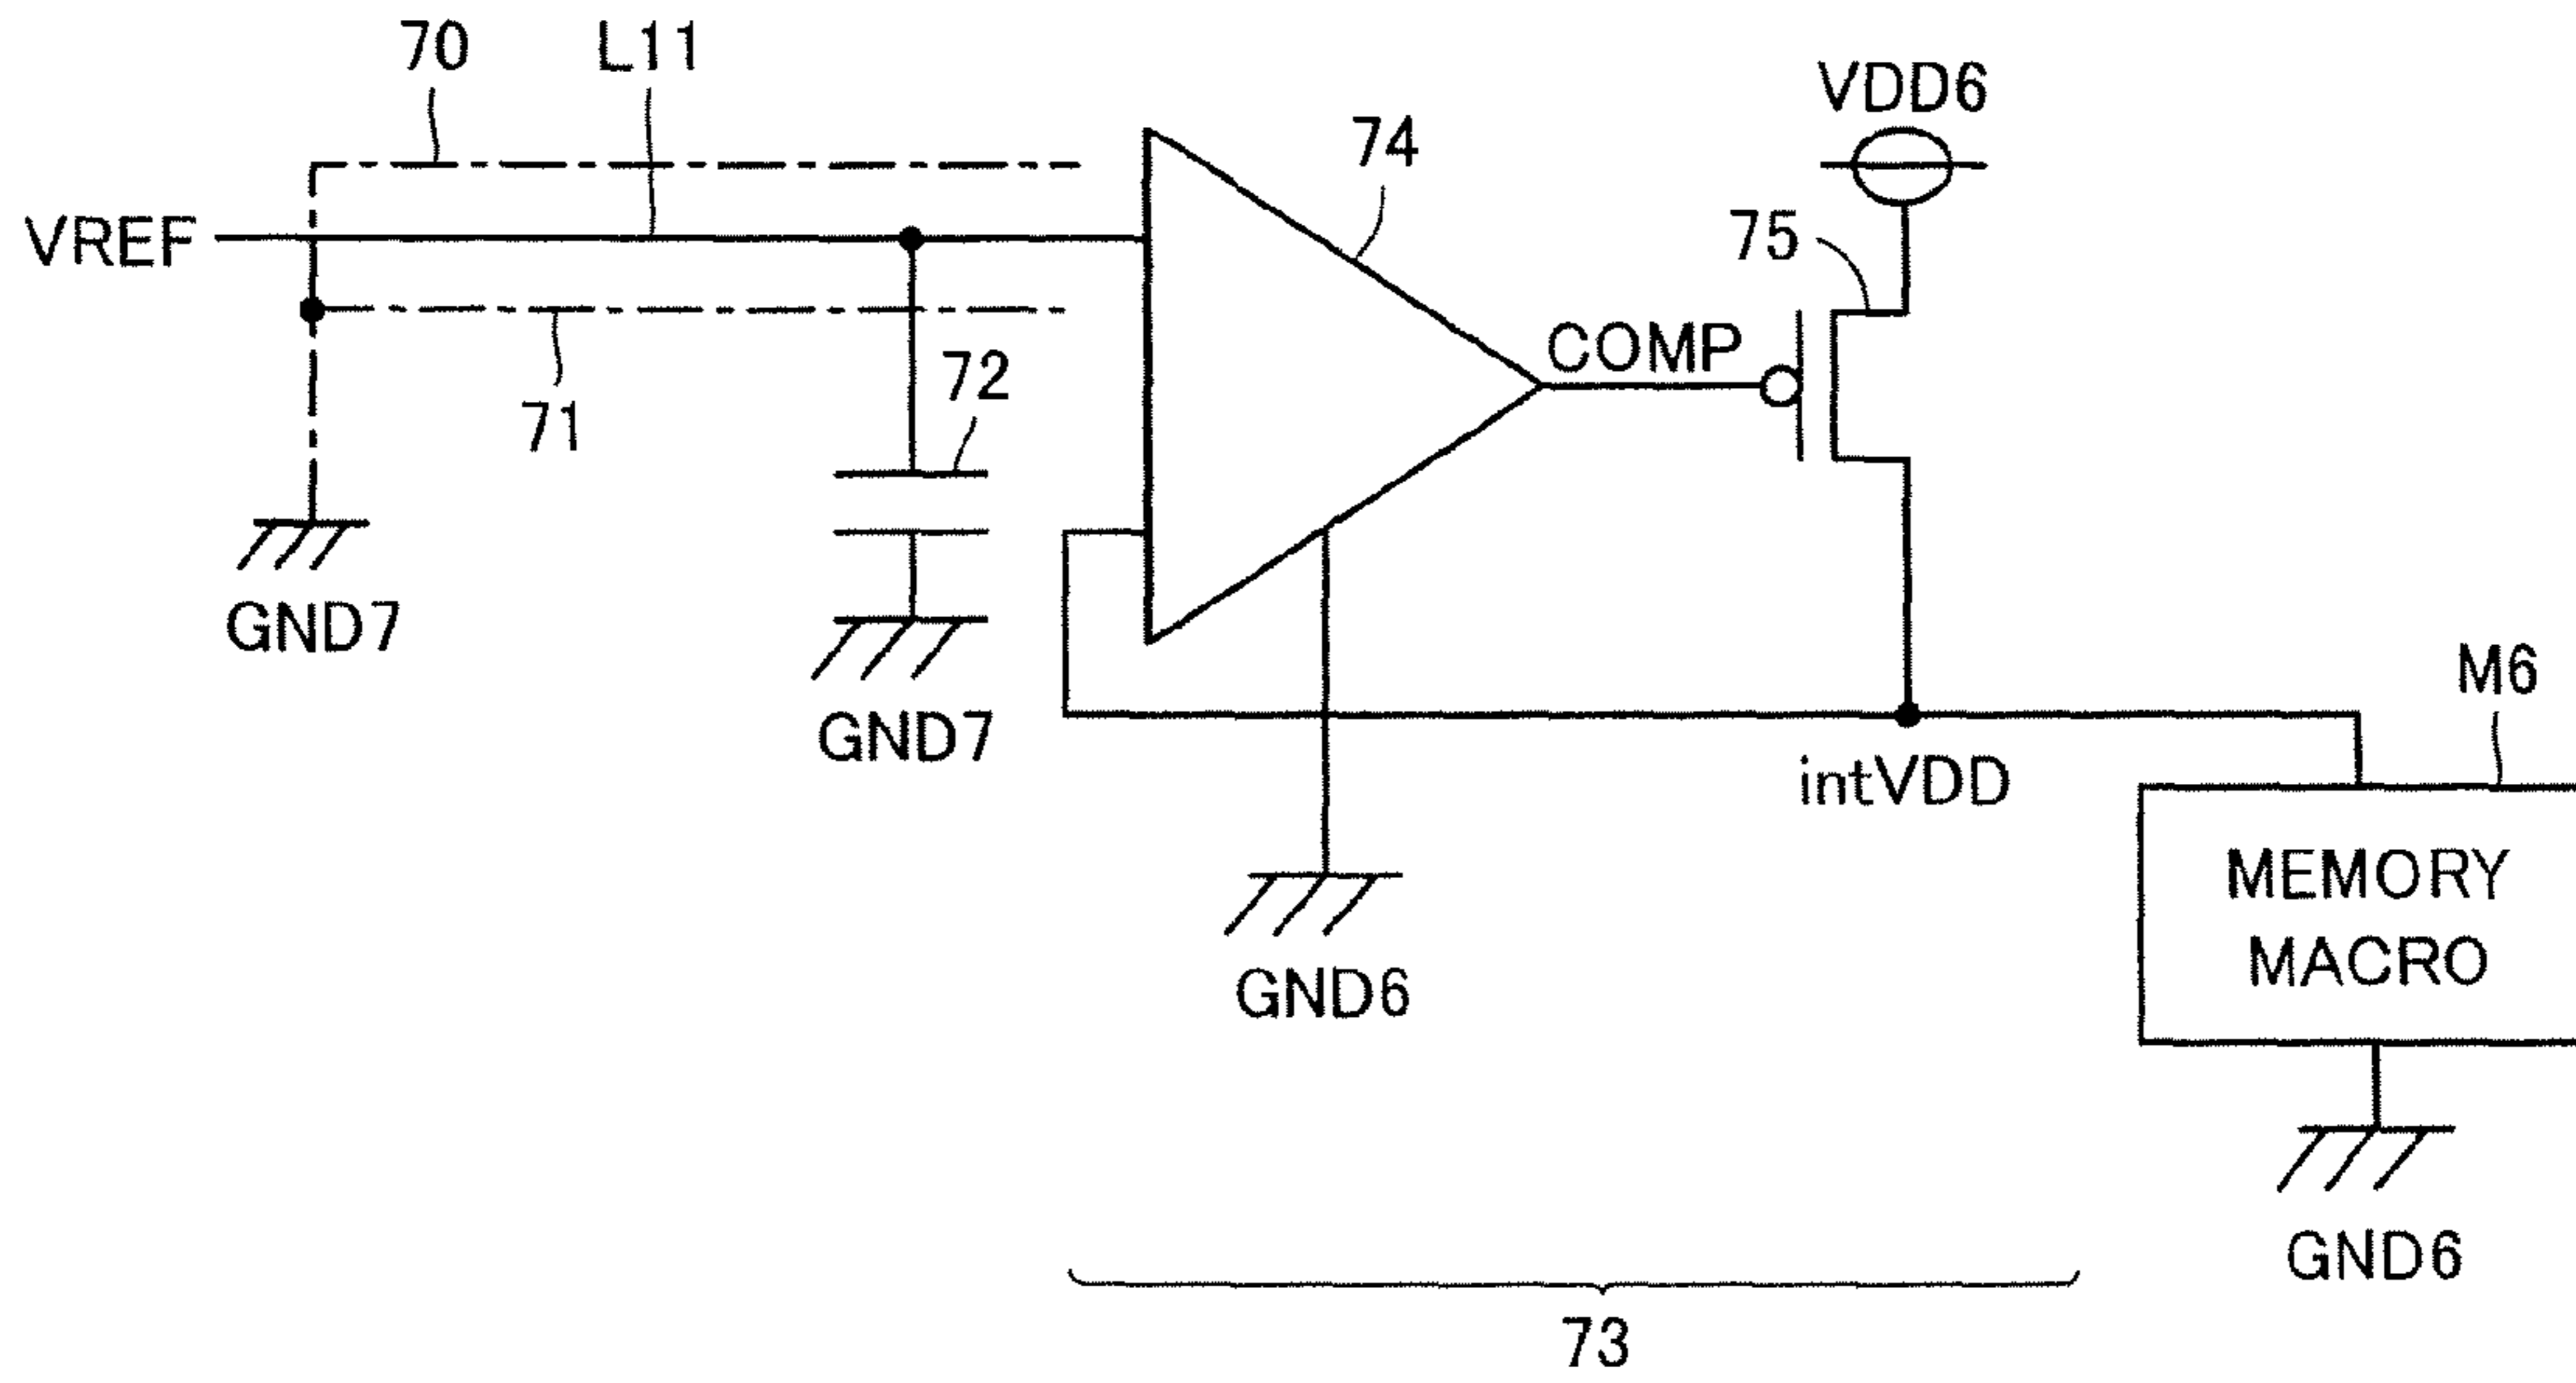 70
L11
VDD6
74
VREF
75
COMP
72
71
GND7
GND7
M6
intVDD
MEMORY
MACRO
GND6
GND6
73